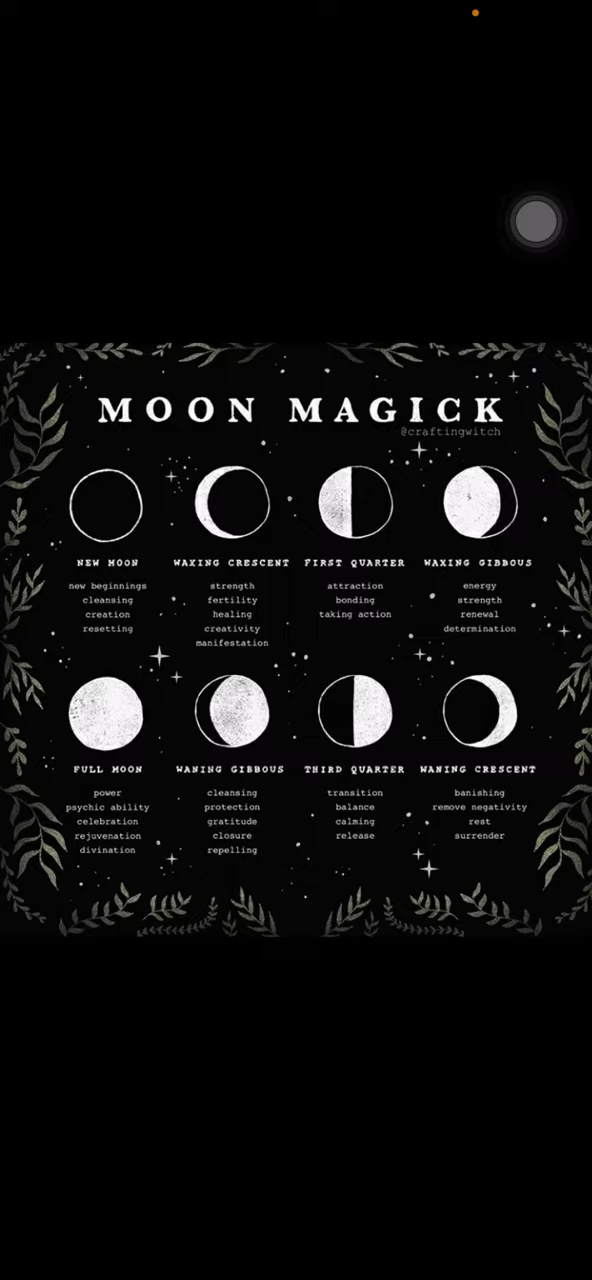 MOON MAGICK
@craftingwitch
NEW MOON
new beginnings
cleansing
creation
resetting
WAXING CRESCENT
strength
fertility
healing
creativity
manifestation
FIRST QUARTER
attraction
bonding
taking action
WAXING GIBBOUS
energy
strength
renewal
determination
FULL MOON
power
psychic ability
celebration
rejuvenation
divination
WANING GIBBOUS
cleansing
protection
gratitude
closure
repelling
THIRD QUARTER
transition
balance
calming
release
WANING CRESCENT
banishing
remove negativity
rest
surrender